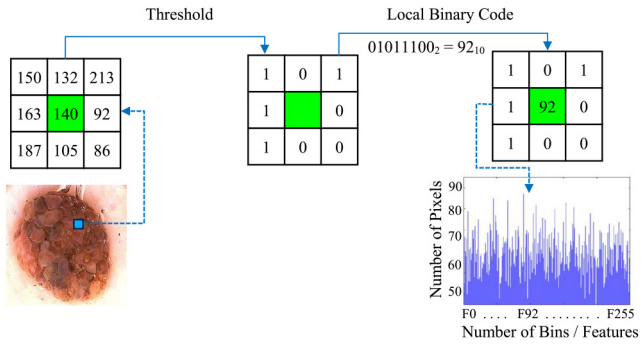 Threshold
Local Binary Code
01011100₂ = 92₁₀
150 132 213
163 140 92
187 105 86
1 0 1
1 0
1 0 0
1 0 1
1 92 0
1 0 0
Number of Pixels
90
80
70
60
50
F0 .... F92 ........ F255
Number of Bins / Features